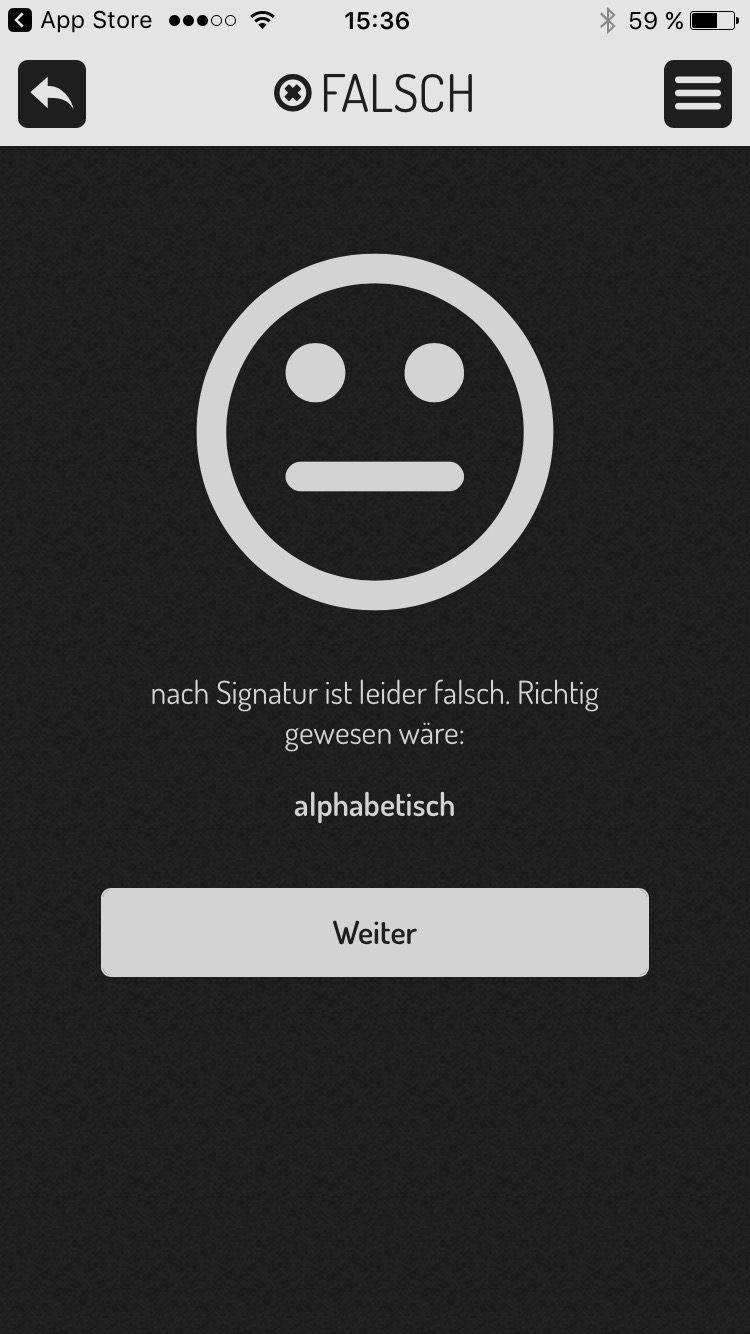 App Store 15:36 59 %
FALSCH
nach Signatur ist leider falsch. Richtig
gewesen wäre:
alphabetisch
Weiter